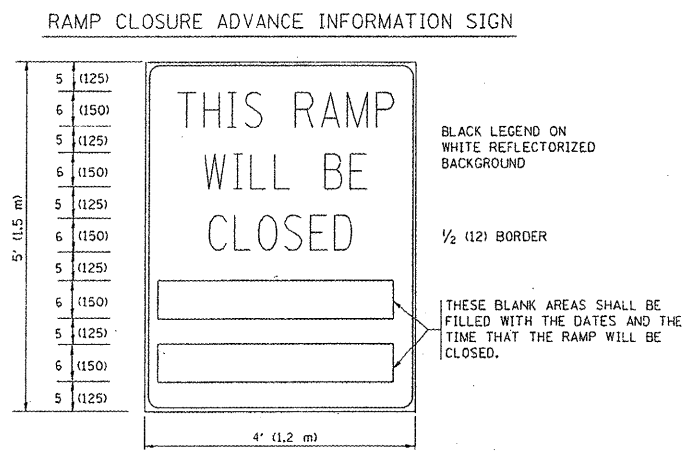 RAMP CLOSURE ADVANCE INFORMATION SIGN
5 (125)
6 (150)
5 (125)
6 (150)
5 (125)
6 (150)
5 (125)
6 (150)
5 (125)
6 (150)
5 (125)
5' (1.5 m)
THIS RAMP
WILL BE
CLOSED
4' (1.2 m)
BLACK LEGEND ON
WHITE REFLECTORIZED
BACKGROUND
1/2 (12) BORDER
THESE BLANK AREAS SHALL BE
FILLED WITH THE DATES AND THE
TIME THAT THE RAMP WILL BE
CLOSED.